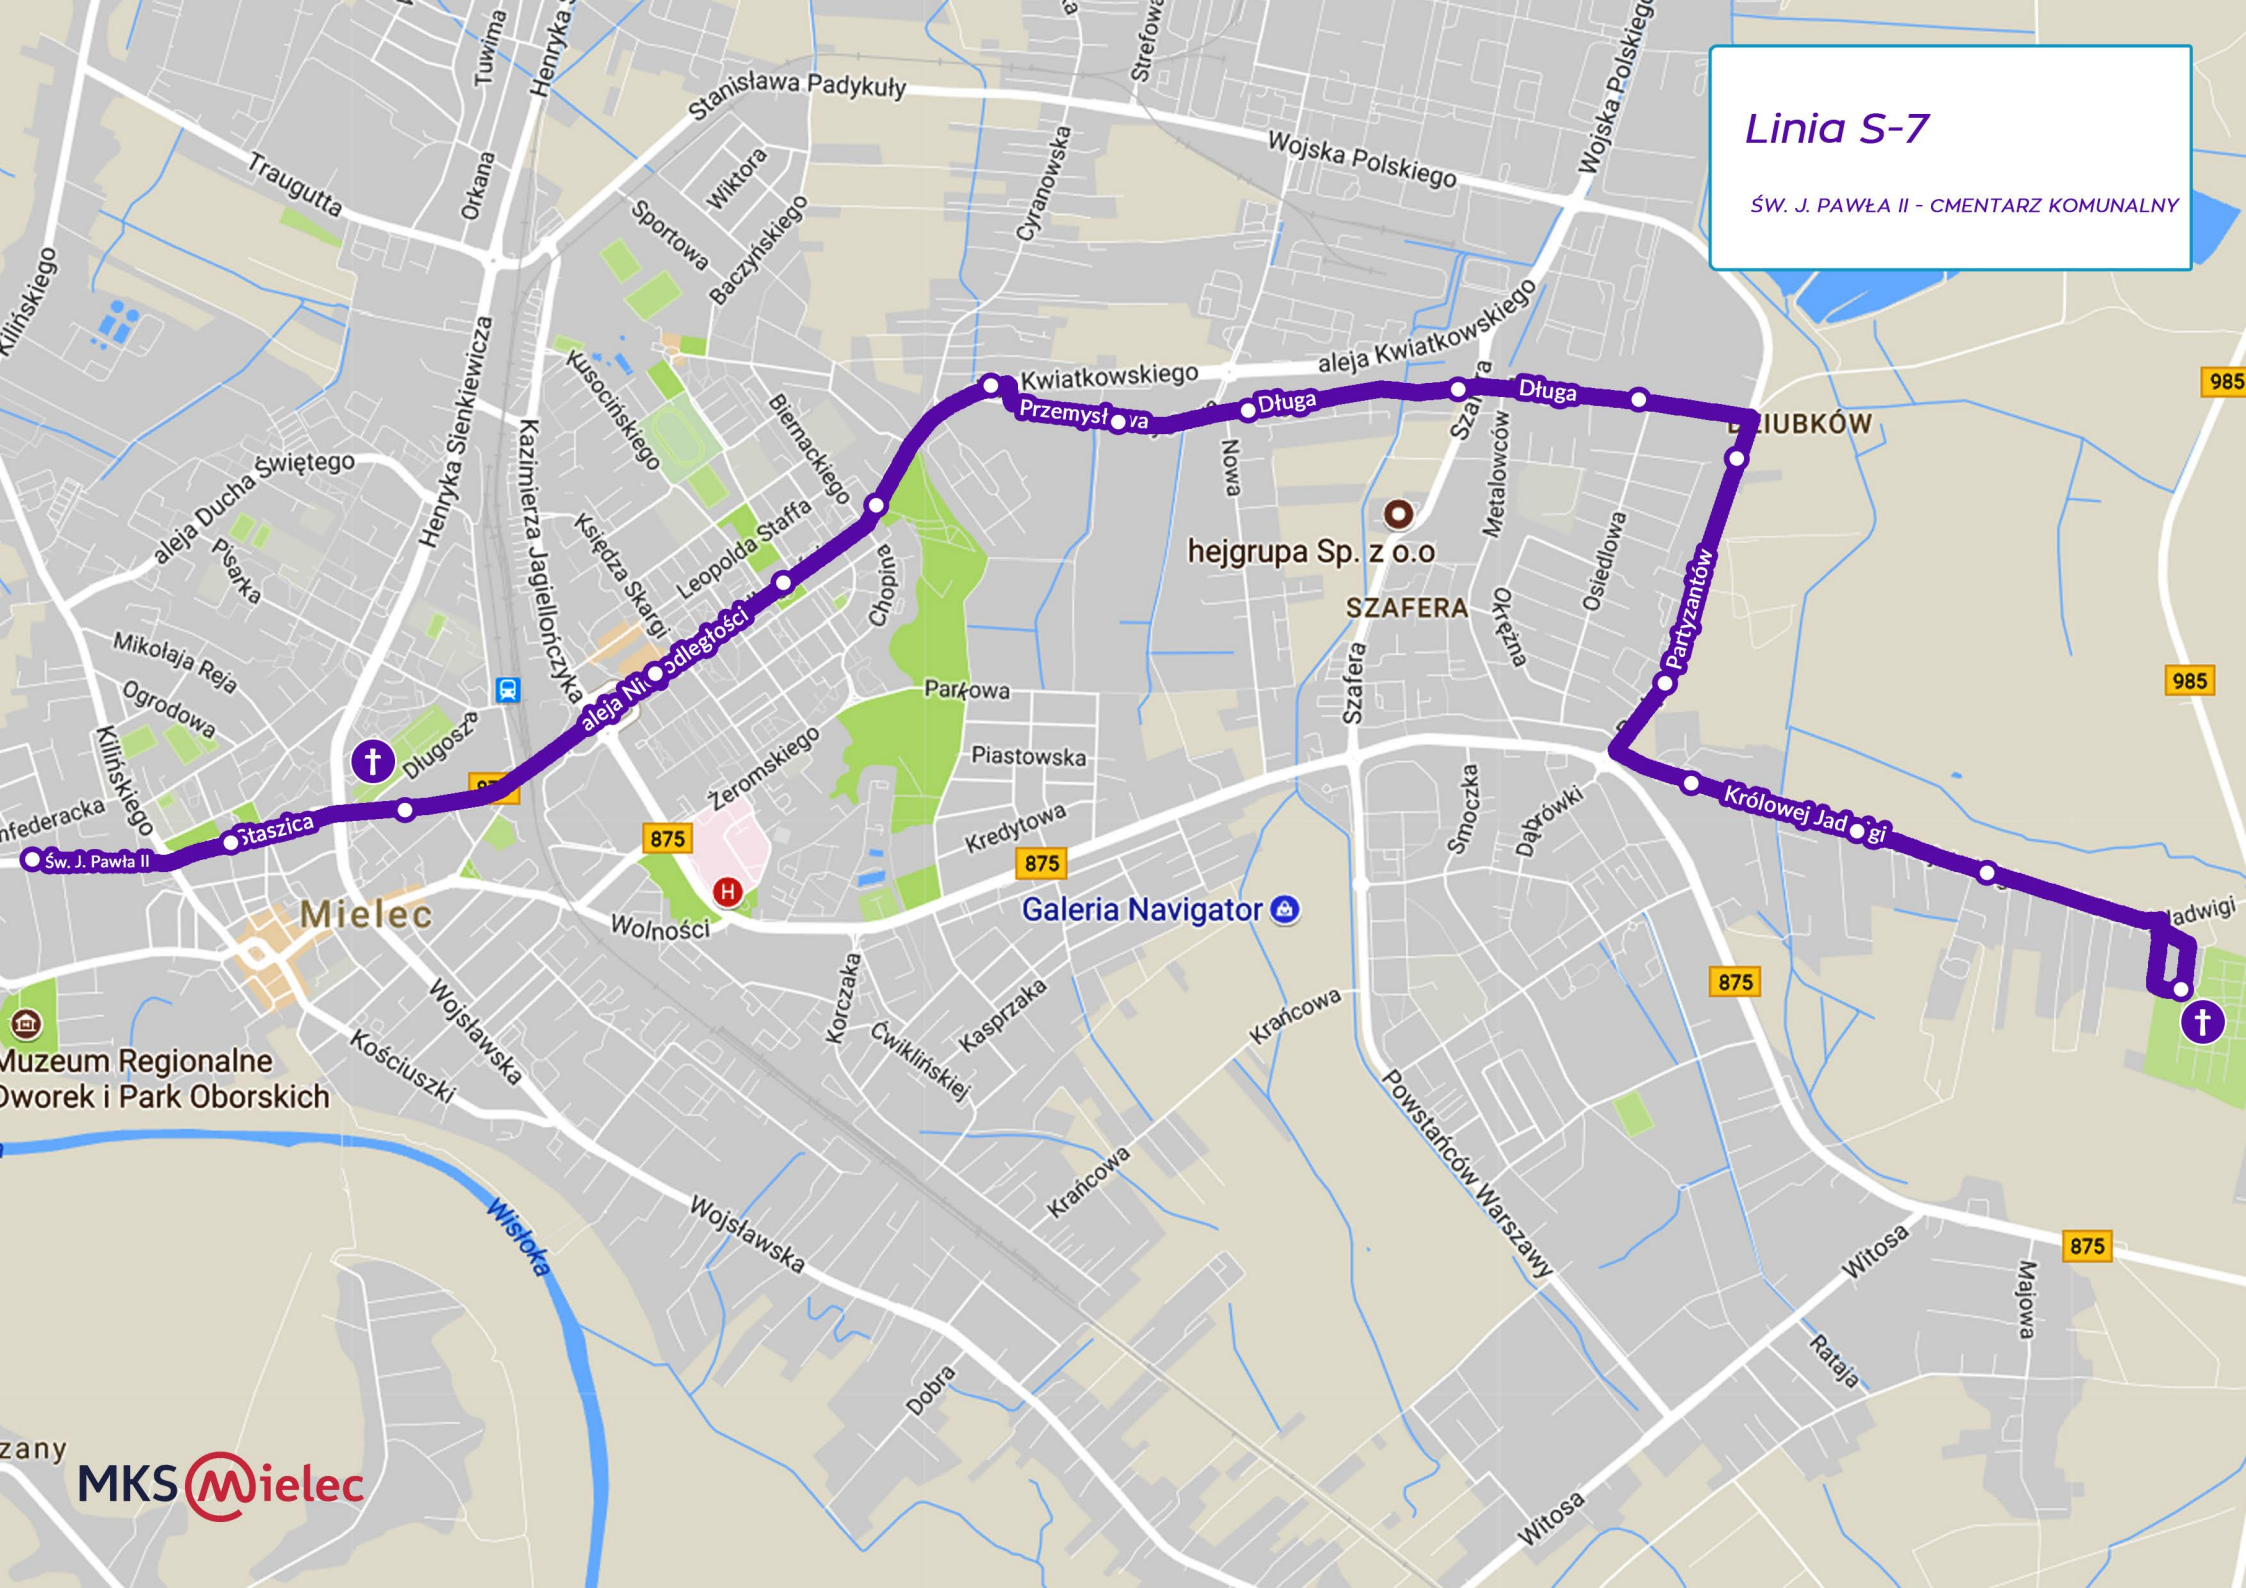 Linia S-7
ŚW. J. PAWŁA II - CMENTARZ KOMUNALNY
Tuwima
Henryka
Strefowa
Wojska Polskiego
Stanisława Padykuły
Wojska Polskiego
Traugutta
Orkana
Wiktora
Sportowa
Baczyńskiego
Cyranowska
Kilińskiego
Henryka Sienkiewicza
Kusocińskiego
Biernackiego
Kwiatkowskiego
aleja Kwiatkowskiego
985
Przemysłowa
Długa
Długa
Szafera
DZIUBKÓW
Kazimierza Jagiellończyka
aleja Ducha Świętego
Nowa
Metalowców
Pisarka
Księdza Skargi
Leopolda Staffa
Chopina
hejgrupa Sp. z o.o
Osiedlowa
Partyzantów
SZAFERA
Okrężna
Mikołaja Reja
Ogrodowa
aleja Niepodległości
Parkowa
Szafera
985
Kilińskiego
Długosza
Żeromskiego
Piastowska
875
Smoczka
Dąbrówki
Królowej Jadwigi
nfederacka
Staszica
875
Kredytowa
875
Św. J. Pawła II
H
Mielec
Wolności
Galeria Navigator
Jadwigi
Korczaka
Kasprzaka
Krańcowa
875
Wojsławska
Kościuszki
Ćwiklińskiej
Muzeum Regionalne
Dworek i Park Oborskich
Powstańców Warszawy
Krańcowa
Wisłoka
Wojsławska
Witosa
875
Majowa
Rataja
Dobra
zany
MKS Mielec
Witosa